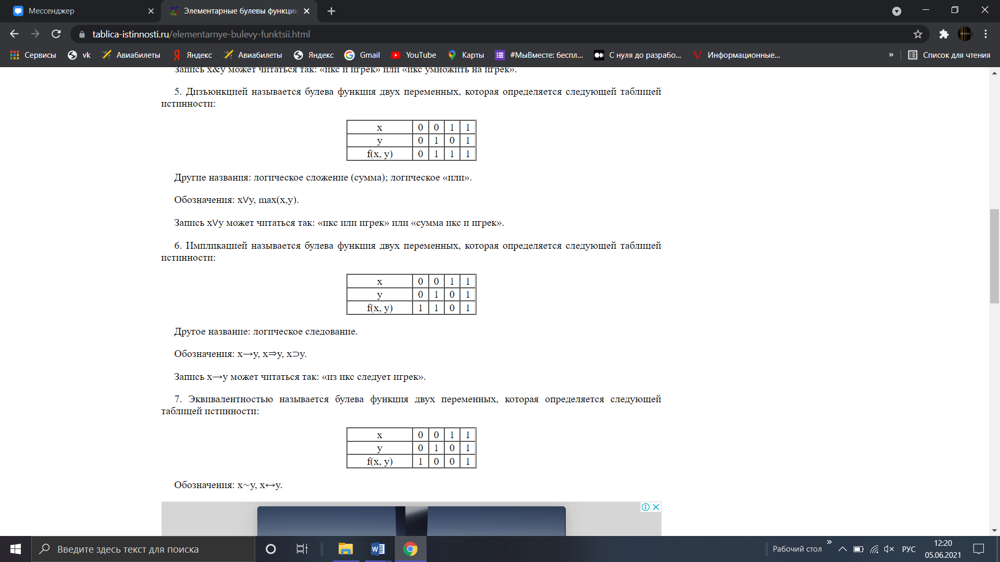 Мессенджер
Элементарные булевы функции
tablica-istinnosti.ru/elementarnye-bulevy-funktsii.html
Сервисы vk Авиабилеты Яндекс Авиабилеты Яндекс Gmail YouTube Карты #МыВместе: беспл... С нуля до разрабо... Информационные... » Список для чтения
Запись x&y может читаться так: «икс и игрек» или «икс умножить на игрек».
5. Дизъюнкцией называется булева функция двух переменных, которая определяется следующей таблицей
истинности:
x 0 0 1 1
y 0 1 0 1
f(x, y) 0 1 1 1
Другие названия: логическое сложение (сумма); логическое «или».
Обозначения: x∨y, max(x,y).
Запись x∨y может читаться так: «икс или игрек» или «сумма икс и игрек».
6. Импликацией называется булева функция двух переменных, которая определяется следующей таблицей
истинности:
x 0 0 1 1
y 0 1 0 1
f(x, y) 1 1 0 1
Другое название: логическое следование.
Обозначения: x→y, x⇒y, x⊃y.
Запись x→y может читаться так: «из икс следует игрек».
7. Эквивалентностью называется булева функция двух переменных, которая определяется следующей
таблицей истинности:
x 0 0 1 1
y 0 1 0 1
f(x, y) 1 0 0 1
Обозначения: x∼y, x↔y.
Введите здесь текст для поиска
Рабочий стол »
РУС
12:20
05.06.2021